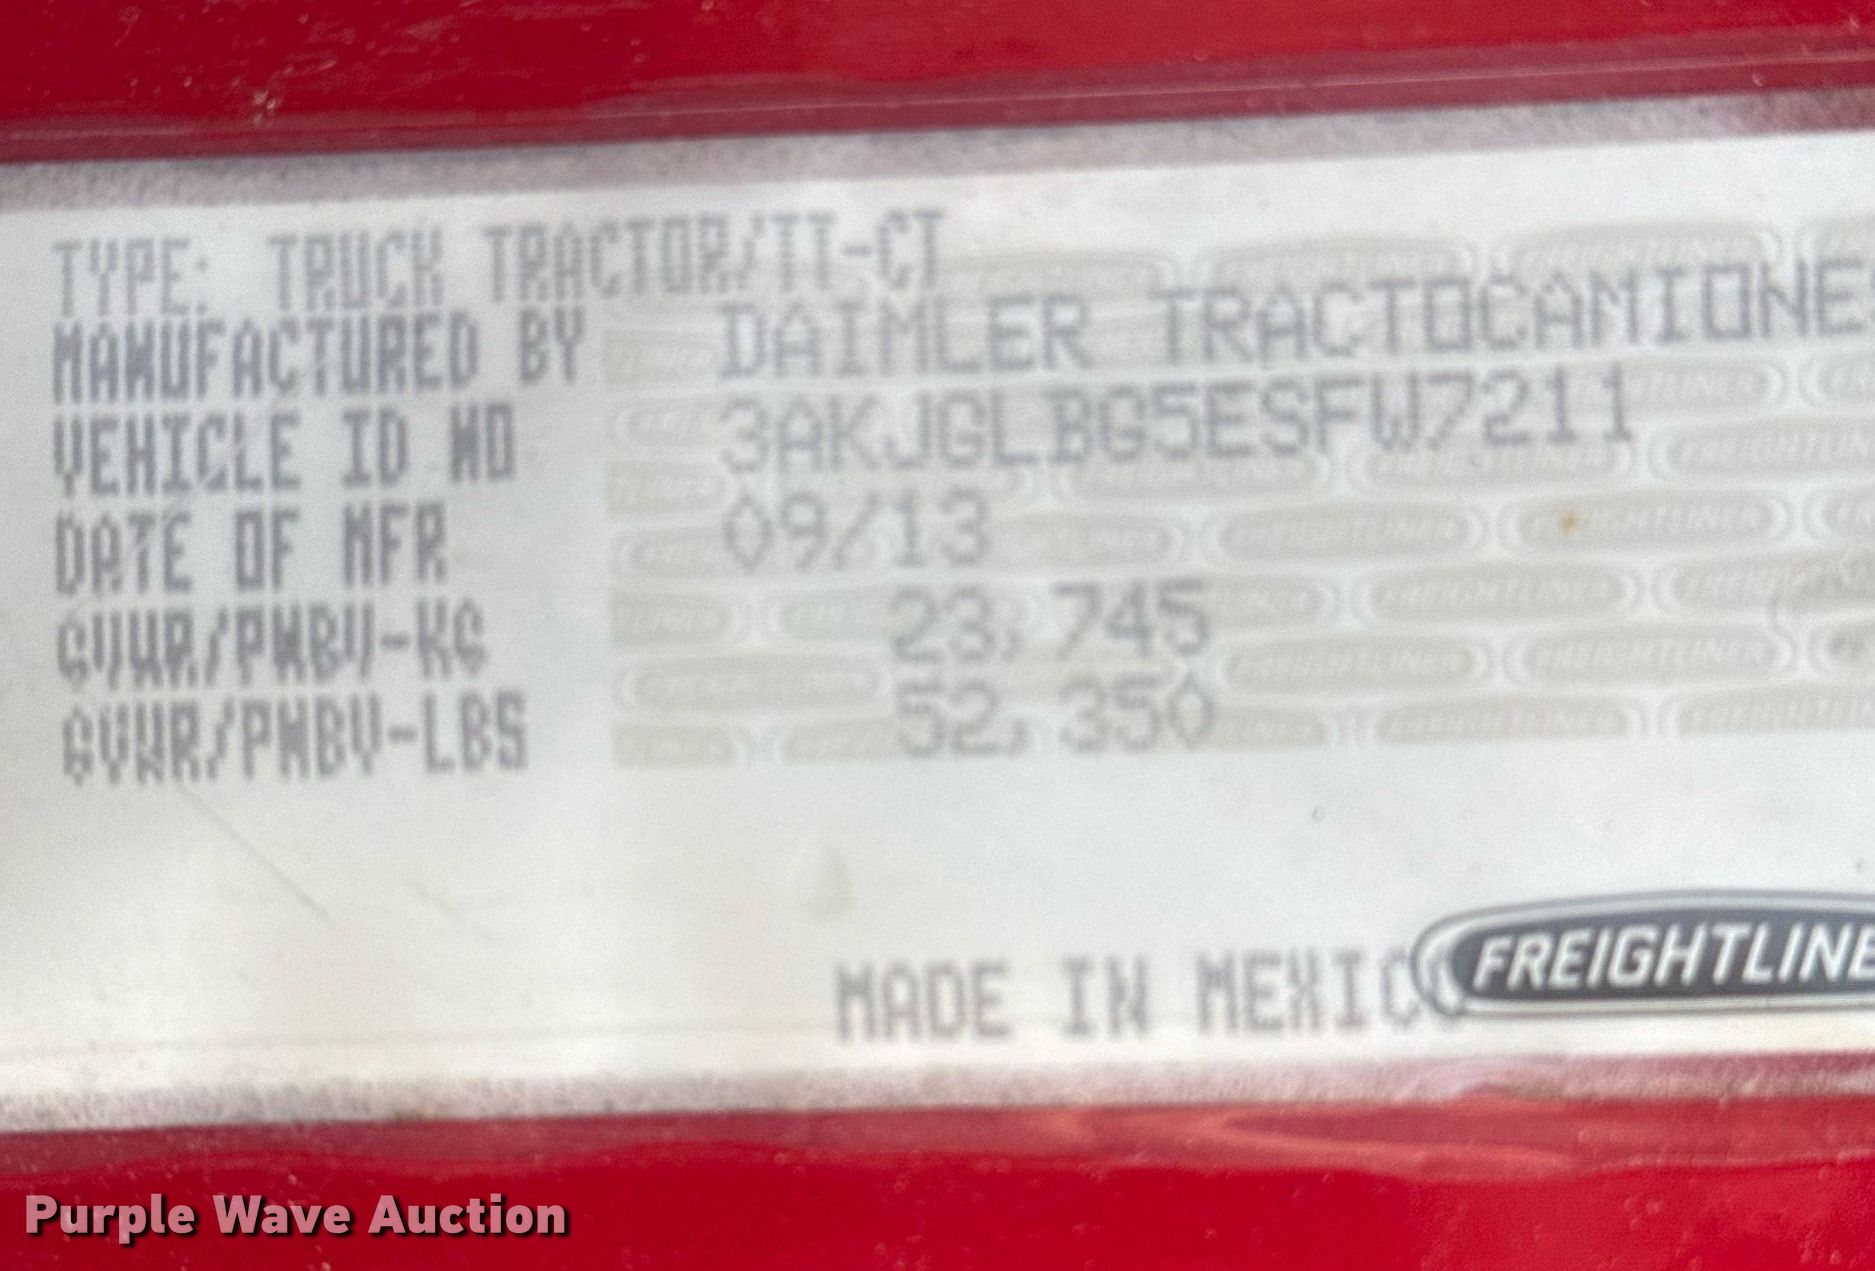 TYPE: TRUCK TRACTOR/TT-CT
MANUFACTURED BY DAIMLER TRACTOCAMIONE
VEHICLE ID NO 3AKJGLBG5ESFW7211
DATE OF MFR 09/13
GVWR/PMBV-KG 23,745
GVWR/PMBV-LBS 52,350
MADE IN MEXICO
FREIGHTLINE
Purple Wave Auction